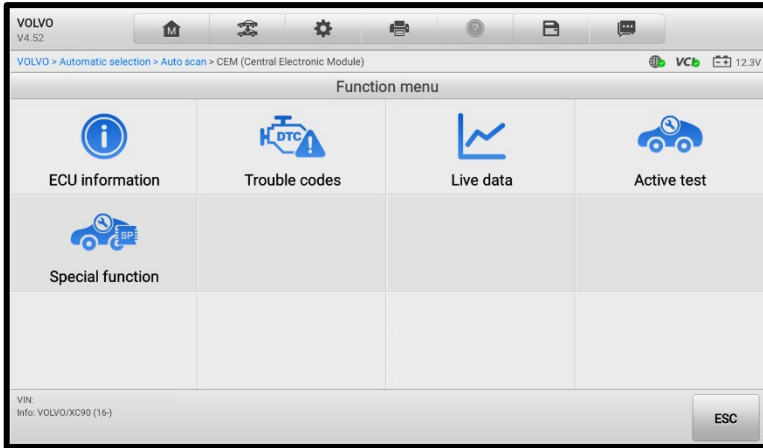 VOLVO
V4.52
M
?
VOLVO > Automatic selection > Auto scan > CEM (Central Electronic Module)
VCI 12.3V
Function menu
i
DTC
ECU information
Trouble codes
Live data
Active test
SP
Special function
VIN:
Info: VOLVO/XC90 (16-)
ESC